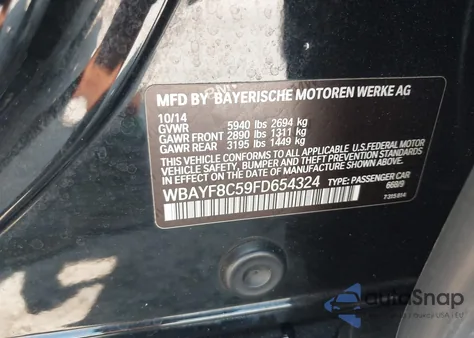 MFD BY BAYERISCHE MOTOREN WERKE AG
10/14
GVWR 5940 lbs 2694 kg
GAWR FRONT 2890 lbs 1311 kg
GAWR REAR 3195 lbs 1449 kg
THIS VEHICLE CONFORMS TO ALL APPLICABLE U.S.FEDERAL MOTOR
VEHICLE SAFETY, BUMPER, AND THEFT PREVENTION STANDARDS
IN EFFECT ON THE DATE OF MANUFACTURE SHOWN ABOVE.
WBAYF8C59FD654324 TYPE: PASSENGER CAR
668/9
autoSnap